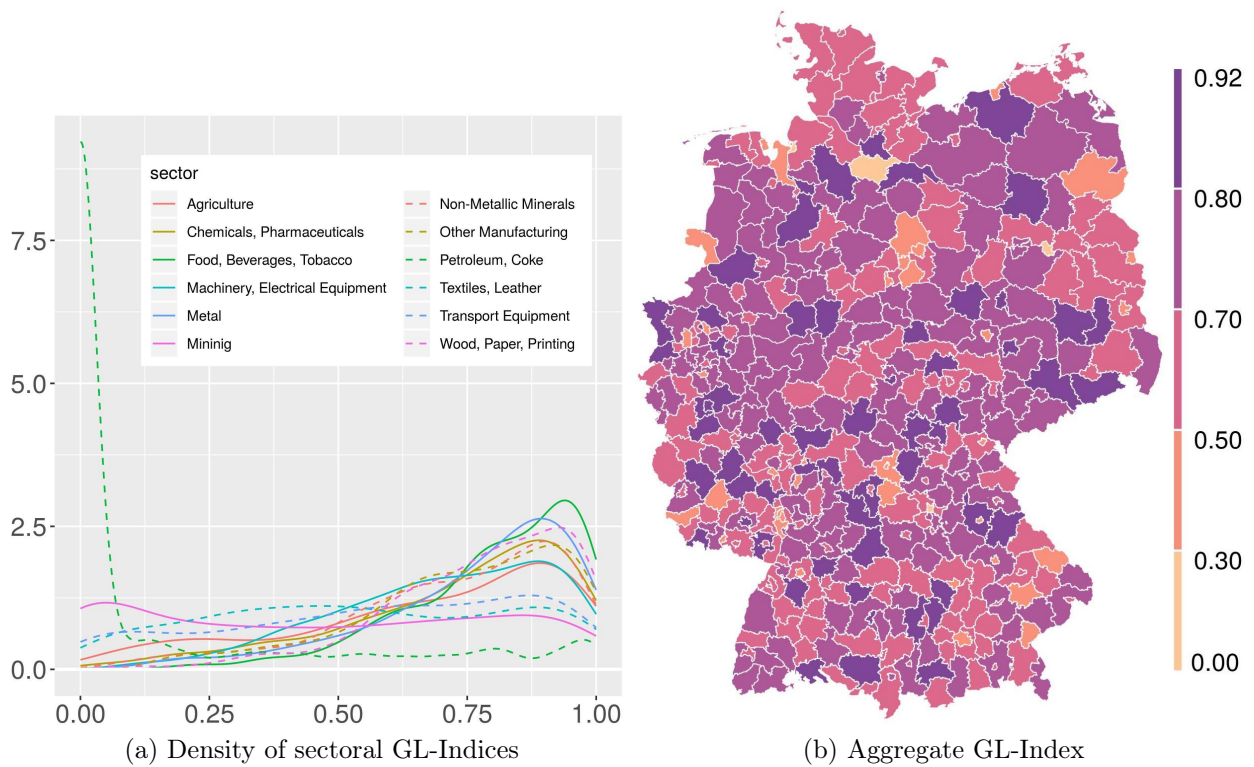 sector
Agriculture
Chemicals, Pharmaceuticals
Food, Beverages, Tobacco
Machinery, Electrical Equipment
Metal
Mininig
Non-Metallic Minerals
Other Manufacturing
Petroleum, Coke
Textiles, Leather
Transport Equipment
Wood, Paper, Printing
7.5
5.0
2.5
0.0
0.00 0.25 0.50 0.75 1.00
(a) Density of sectoral GL-Indices
0.92
0.80
0.70
0.50
0.30
0.00
(b) Aggregate GL-Index